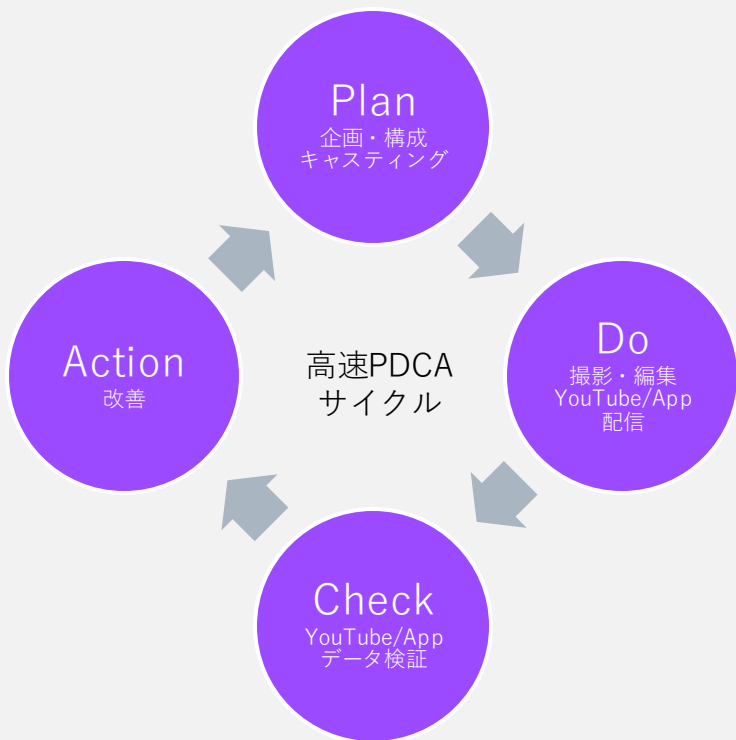 Plan
企画・構成
キャスティング
Do
撮影・編集
YouTube/App
配信
Check
YouTube/App
データ検証
Action
改善
高速PDCA
サイクル